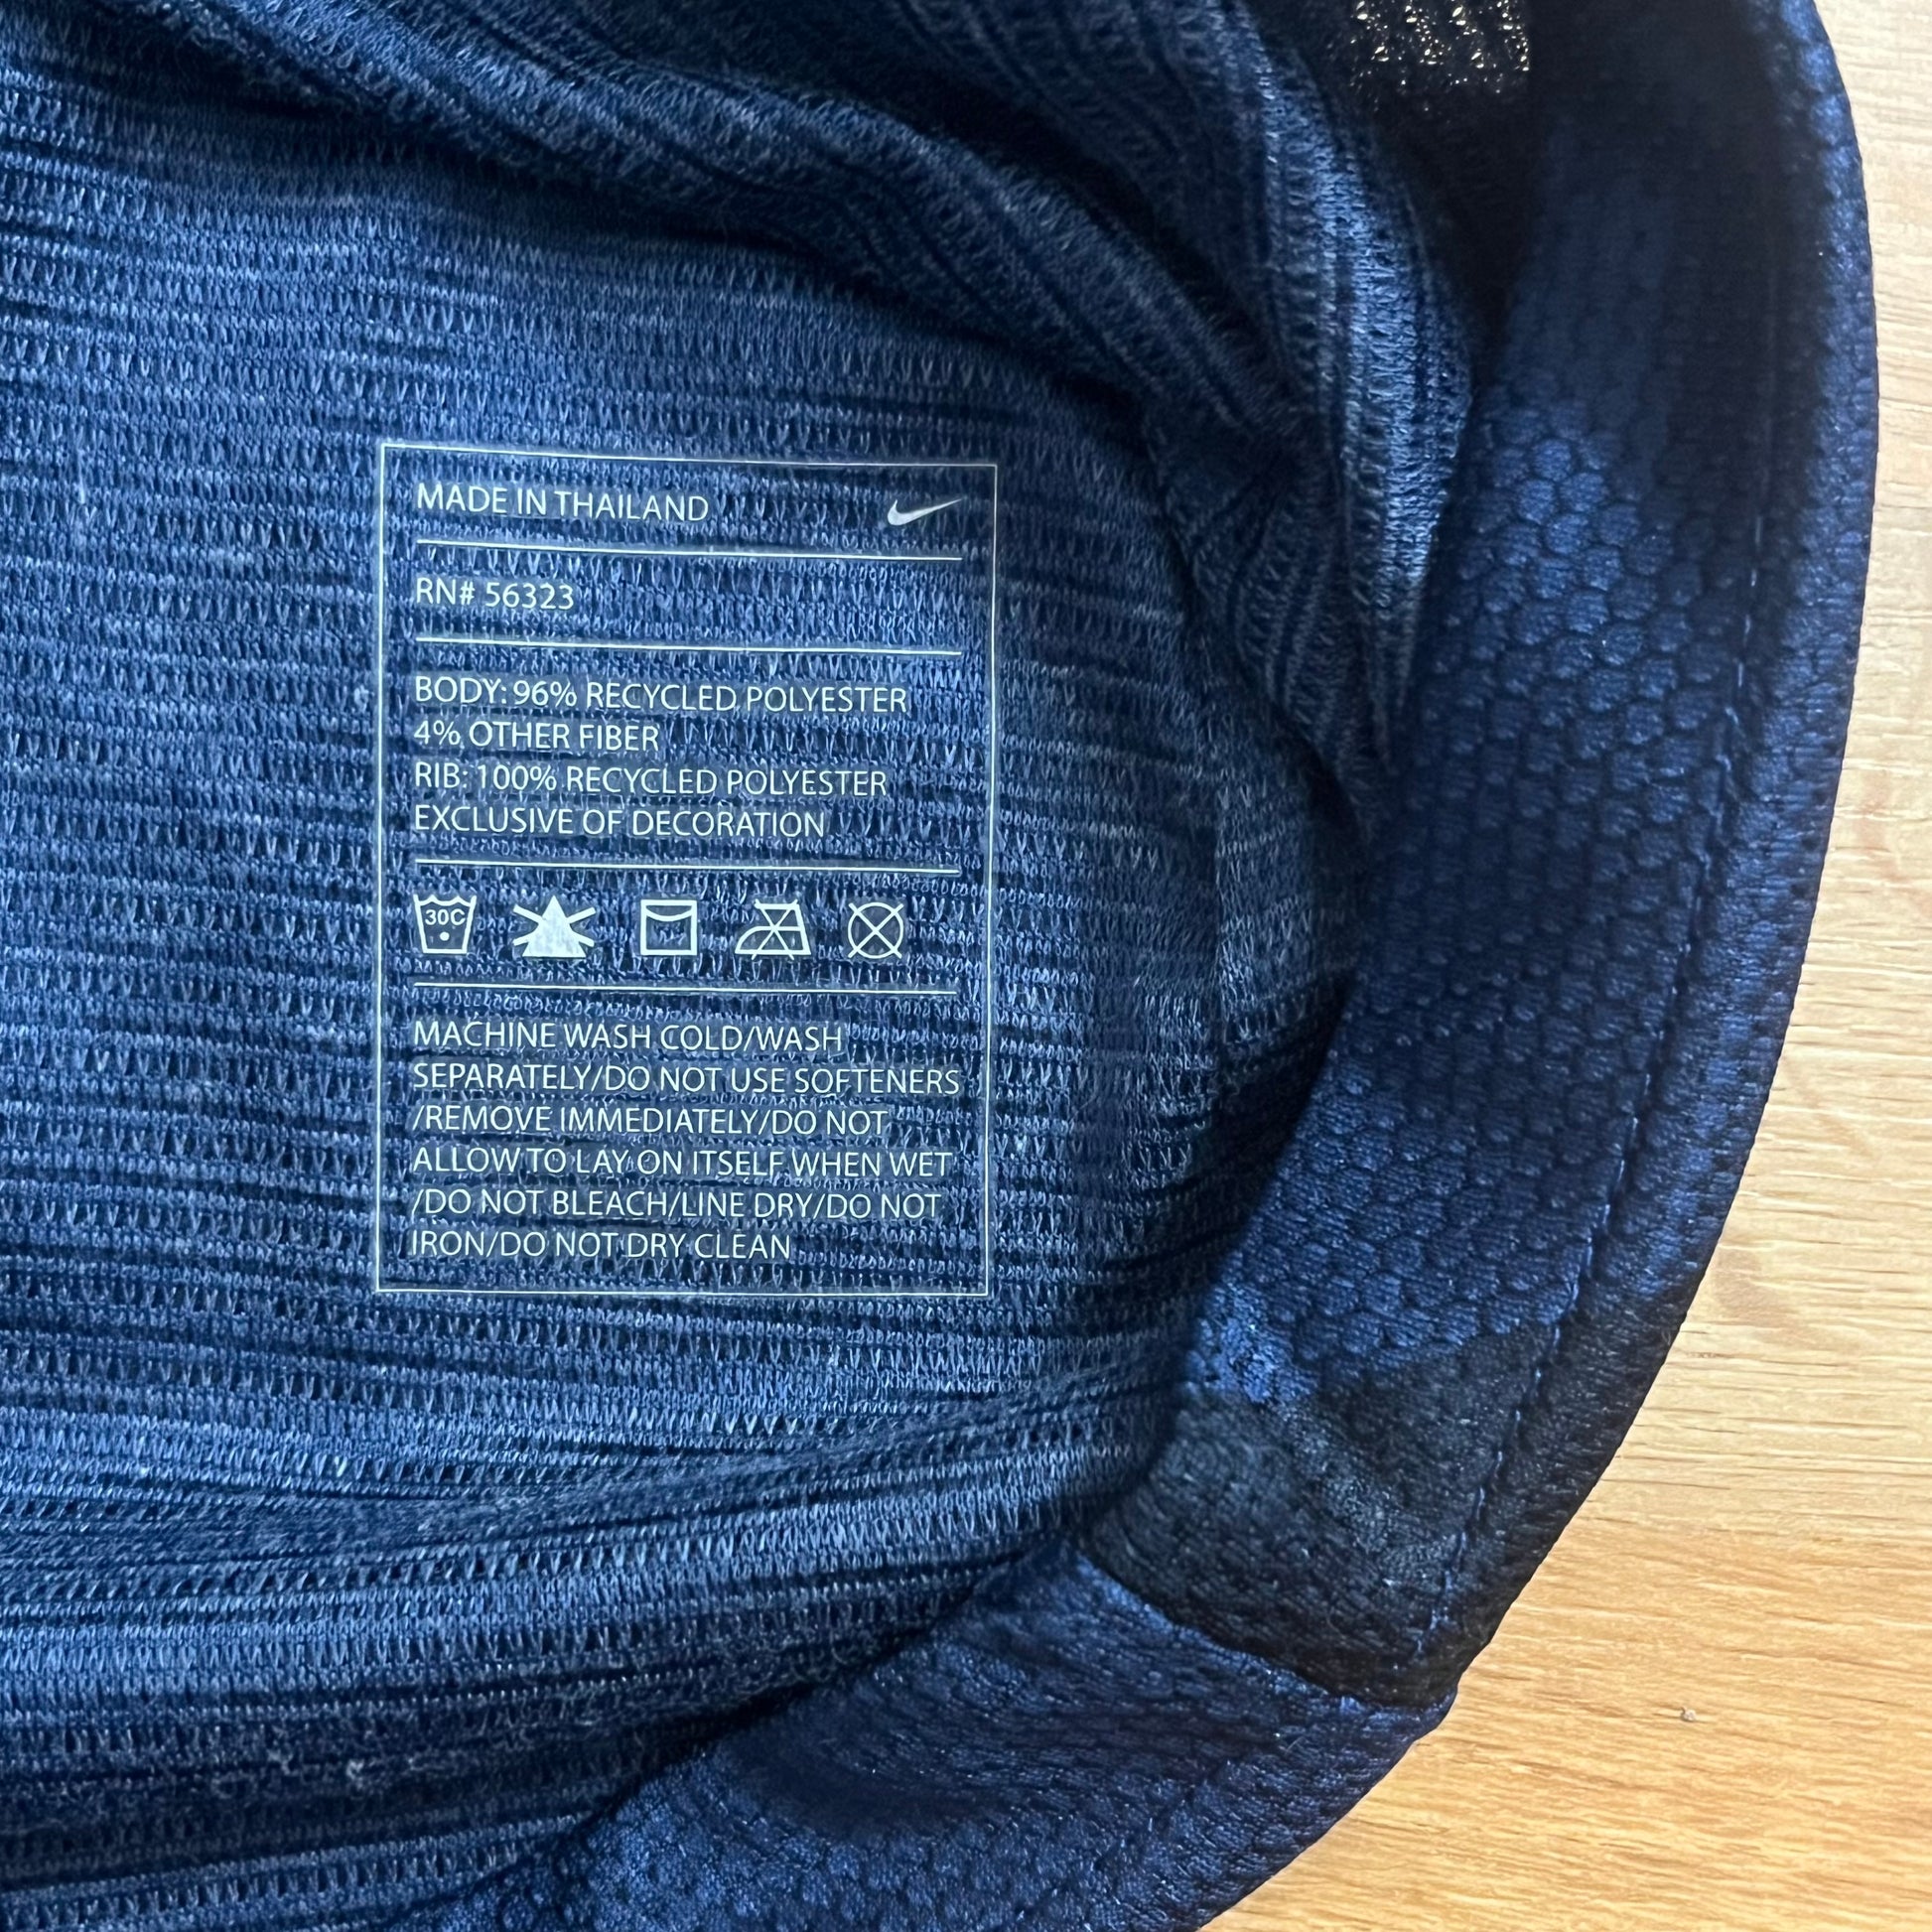 MADE IN THAILAND
RN# 56323
BODY: 96% RECYCLED POLYESTER
4% OTHER FIBER
RIB: 100% RECYCLED POLYESTER
EXCLUSIVE OF DECORATION
30C
MACHINE WASH COLD/WASH
SEPARATELY/DO NOT USE SOFTENERS
/REMOVE IMMEDIATELY/DO NOT
ALLOW TO LAY ON ITSELF WHEN WET
/DO NOT BLEACH/LINE DRY/DO NOT
IRON/DO NOT DRY CLEAN